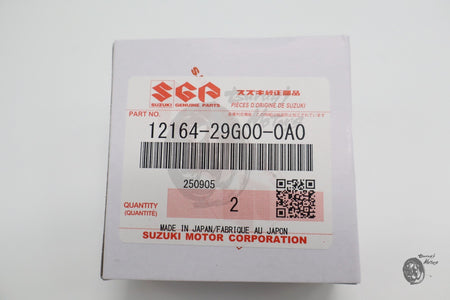 SGP
スズキ純正部品
SUZUKI GENUINE PARTS
PIÈCES D'ORIGINE DE SUZUKI
PART NO.
12164-29G00-0A0
250905
QUANTITY
(QUANTITÉ)
2
MADE IN JAPAN/FABRIQUE AU JAPON
SUZUKI MOTOR CORPORATION